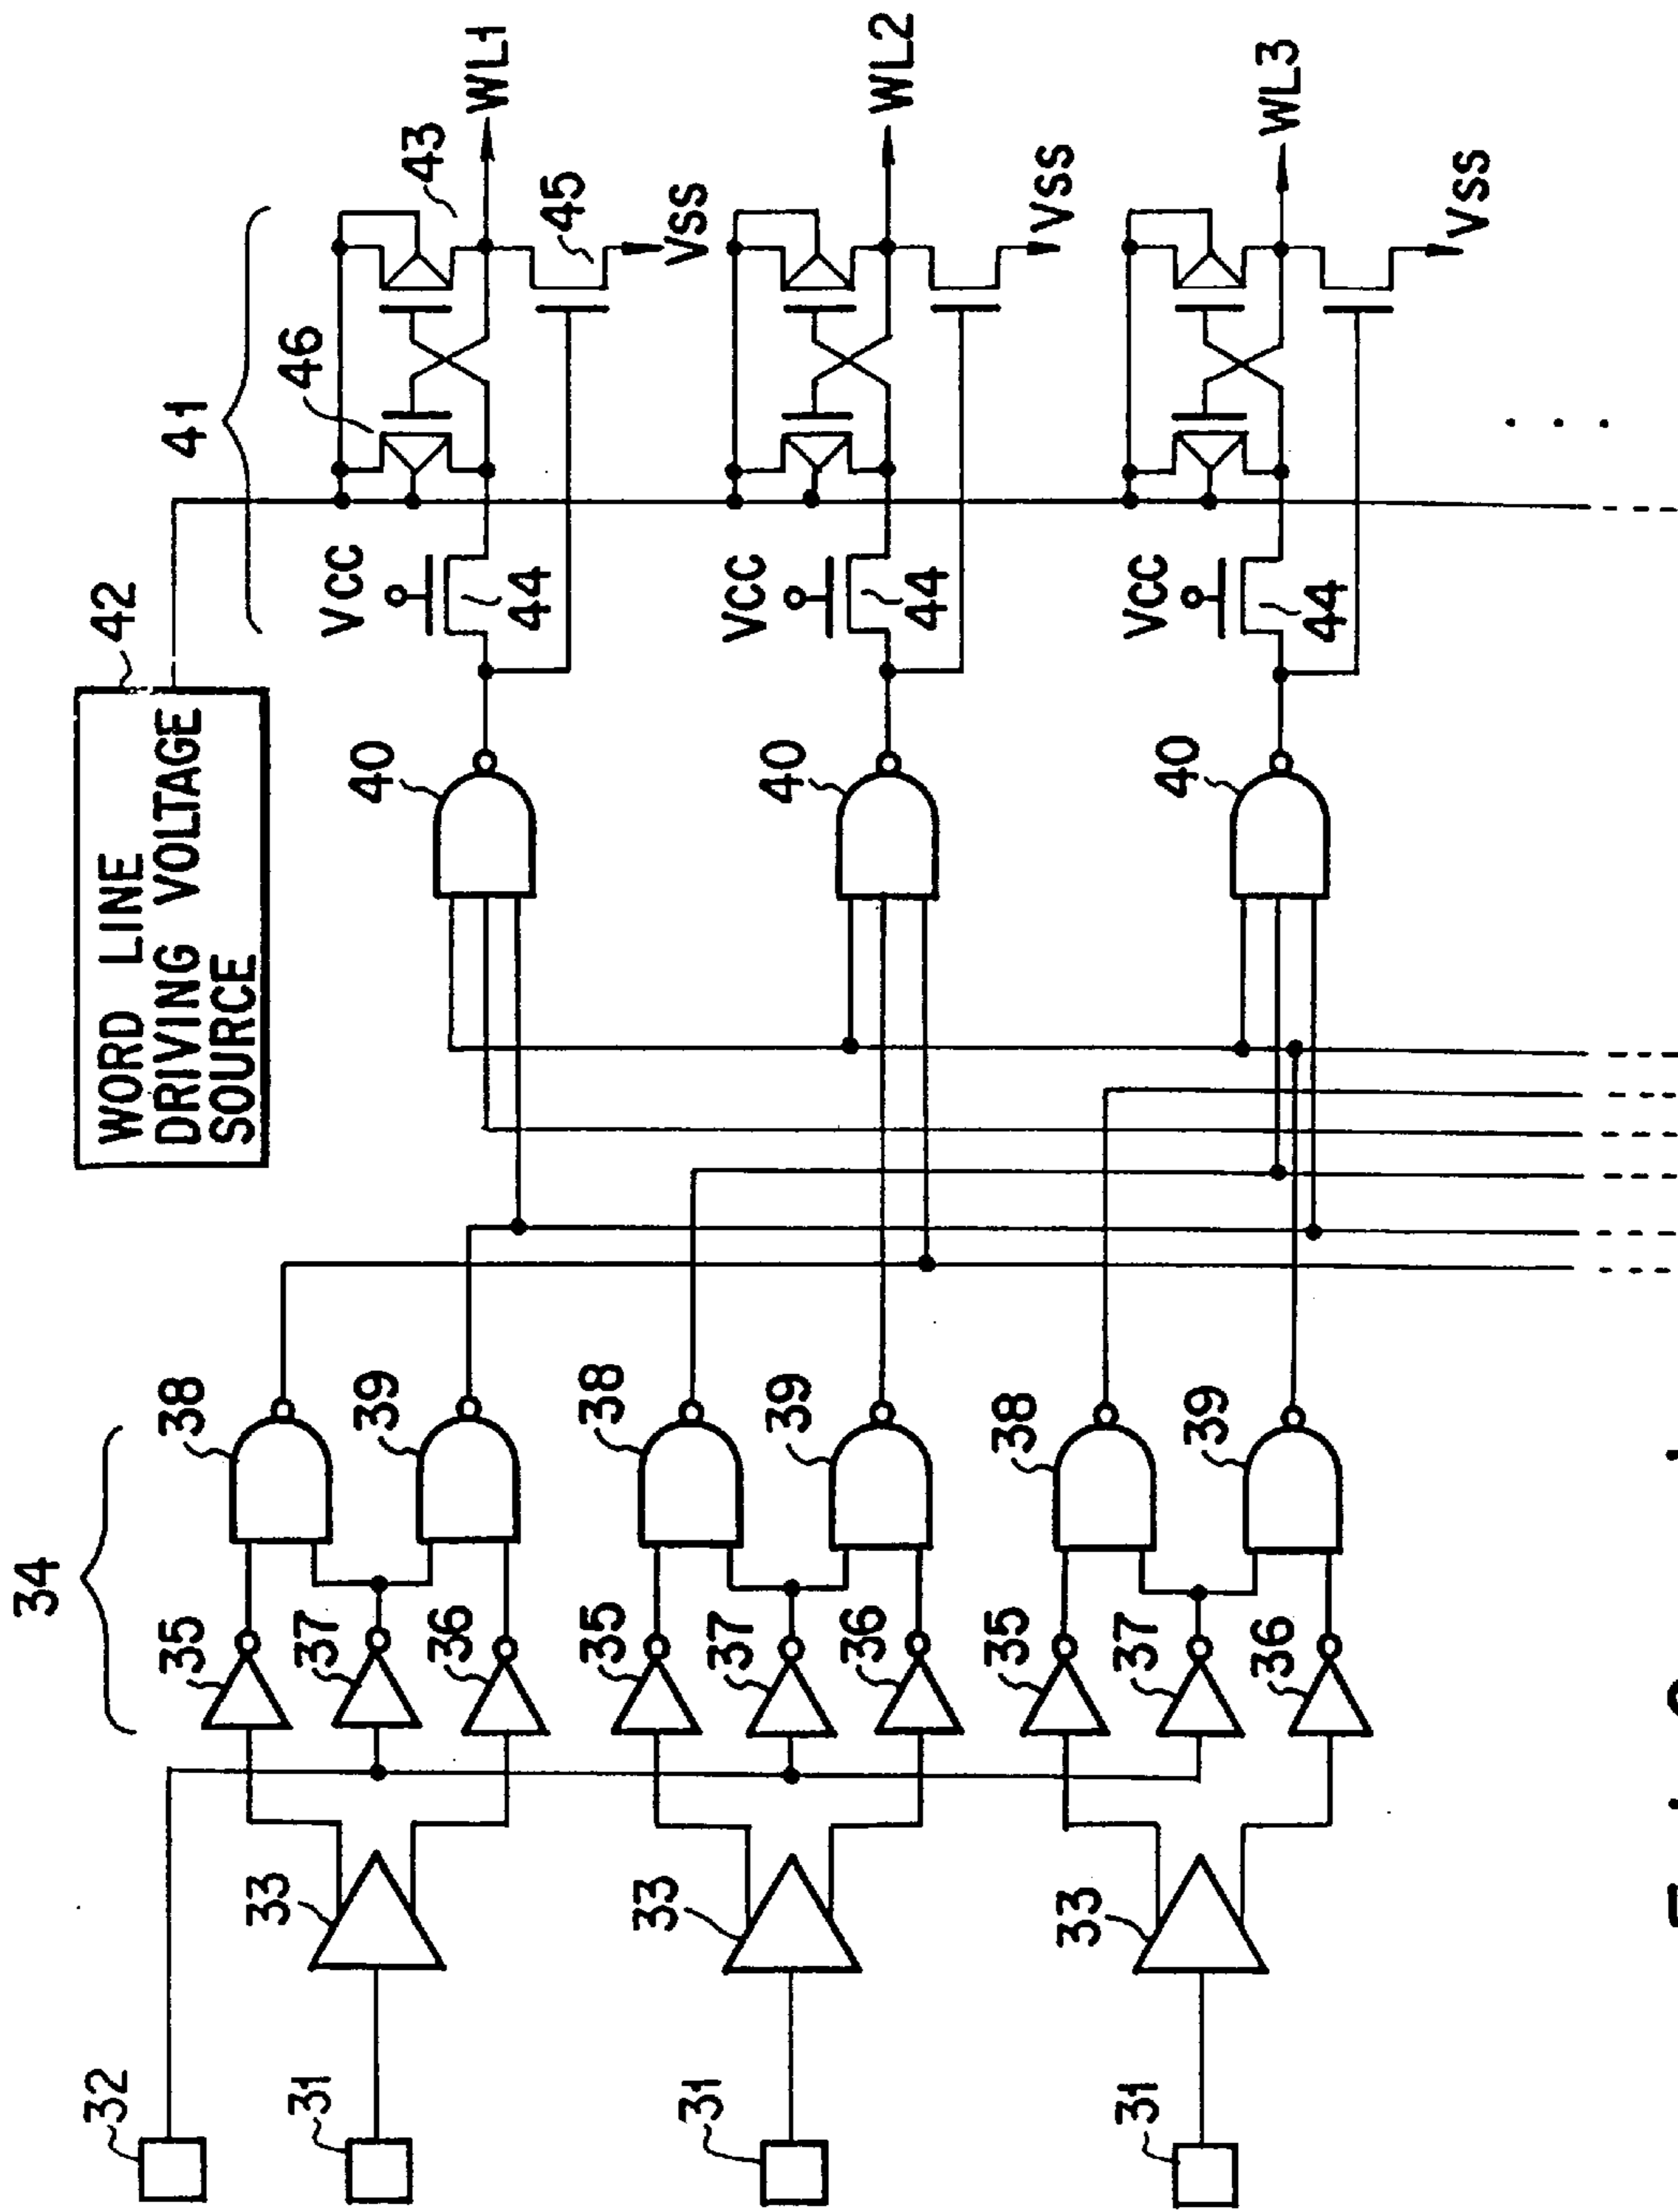 WORD LINE
DRIVING VOLTAGE
SOURCE
42
41
46
43
WL1
VCC
44
45
VSS
40
34
32
31
33
35
37
36
38
39
WL2
VCC
44
VSS
40
31
33
35
37
36
38
39
WL3
VCC
44
VSS
40
31
33
35
37
36
38
39